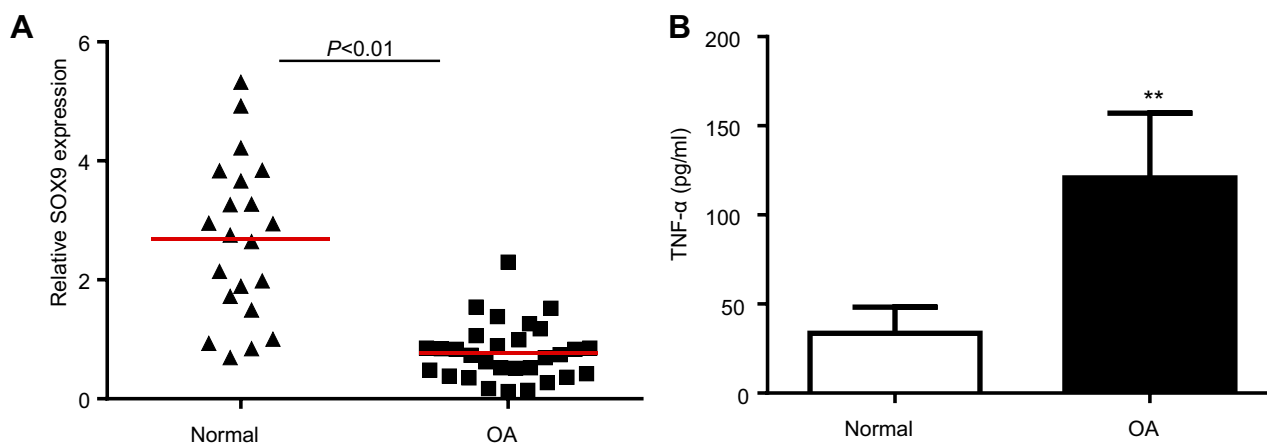 A
Relative SOX9 expression
6
4
2
0
P<0.01
Normal
OA
B
TNF-α (pg/ml)
200
150
100
50
0
**
Normal
OA